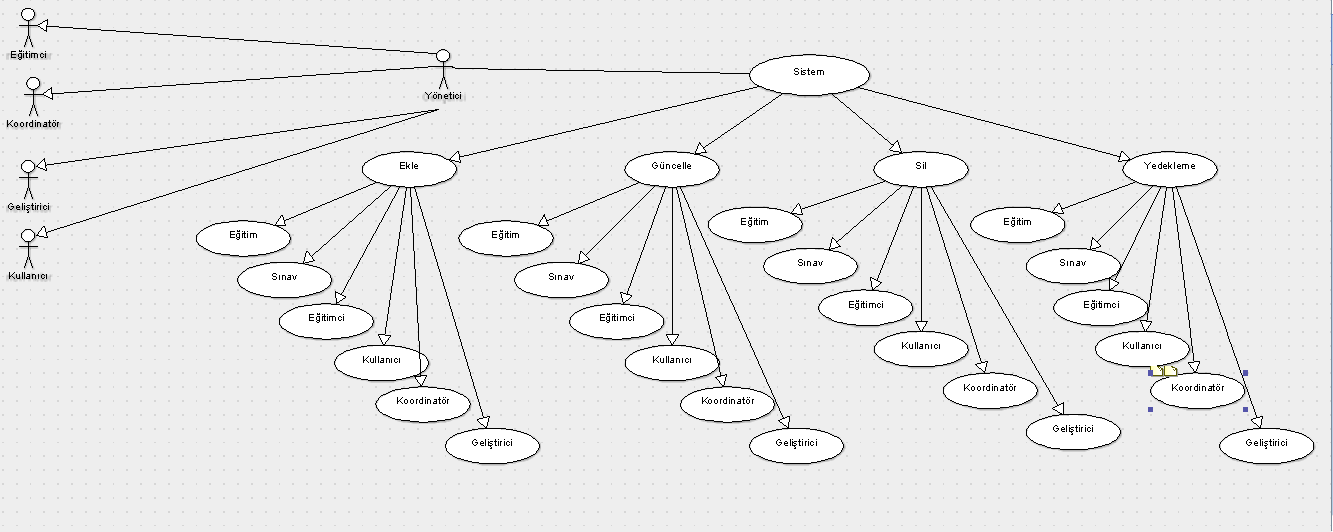 Eğitimci
Koordinatör
Geliştirici
Kullanıcı
Yönetici
Sistem
Ekle
Eğitim
Sınav
Eğitimci
Kullanıcı
Koordinatör
Geliştirici
Güncelle
Eğitim
Sınav
Eğitimci
Kullanıcı
Koordinatör
Geliştirici
Sil
Eğitim
Sınav
Eğitimci
Kullanıcı
Koordinatör
Geliştirici
Yedekleme
Eğitim
Sınav
Eğitimci
Kullanıcı
Koordinatör
Geliştirici